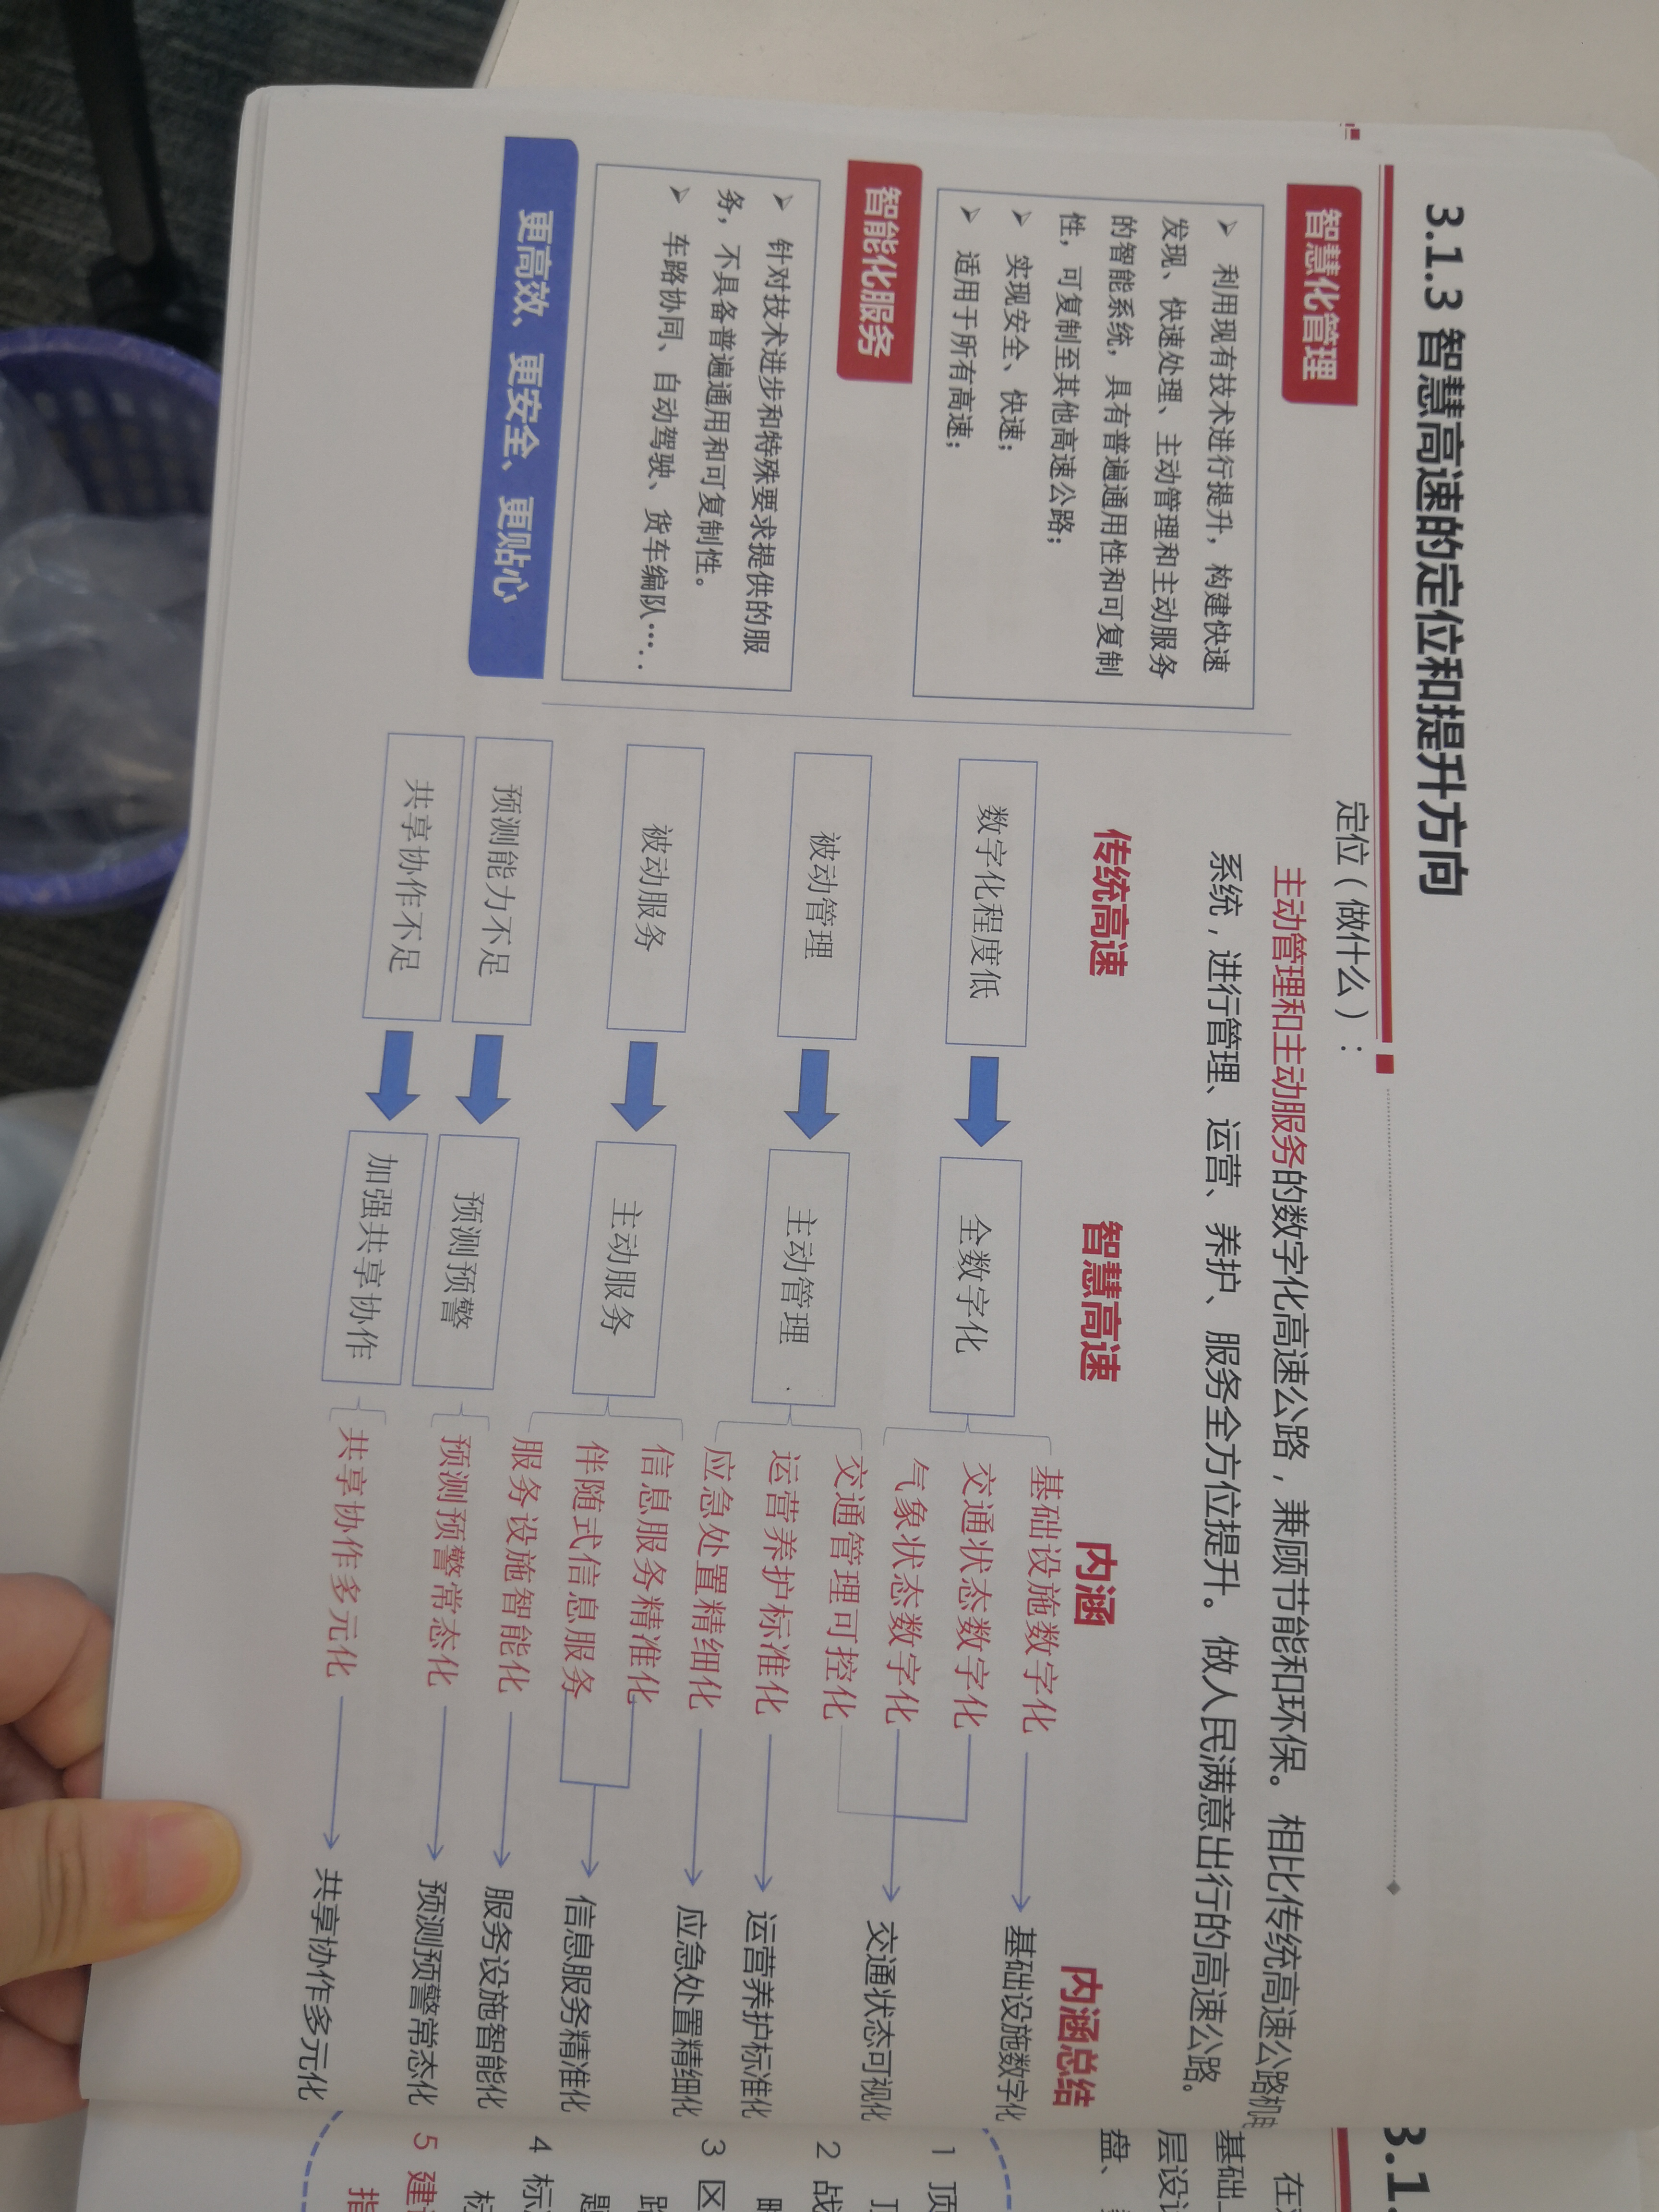 3.1.3 智慧高速的定位和提升方向
智慧化管理
➢ 利用现有技术进行提升，构建快速
发现、快速处理、主动管理和主动服务
的智能系统，具有普遍通用性和可复制
性，可复制至其他高速公路；
➢ 实现安全、快速；
➢ 适用于所有高速；
智能化服务
➢ 针对技术进步和特殊要求提供的服
务，不具备普遍通用和可复制性。
➢ 车路协同、自动驾驶、货车编队…..
更高效、更安全、更贴心
定位（做什么）：
主动管理和主动服务的数字化高速公路，兼顾节能和环保。相比传统高速公路机电
系统，进行管理、运营、养护、服务全方位提升。做人民满意出行的高速公路。
传统高速
数字化程度低
被动管理
被动服务
预测能力不足
共享协作不足
智慧高速
全数字化
主动管理
主动服务
预测预警
加强共享协作
内涵
基础设施数字化
交通状态数字化
气象状态数字化
交通管理可控化
运营养护标准化
应急处置精细化
信息服务精准化
伴随式信息服务
服务设施智能化
预测预警常态化
共享协作多元化
内涵总结
基础设施数字化
交通状态可视化
运营养护标准化
应急处置精细化
信息服务精准化
服务设施智能化
预测预警常态化
共享协作多元化
3.1.
在
基础
层设
盘、
1 顶
2 战
3 区
题
4 标
标
5 建
指